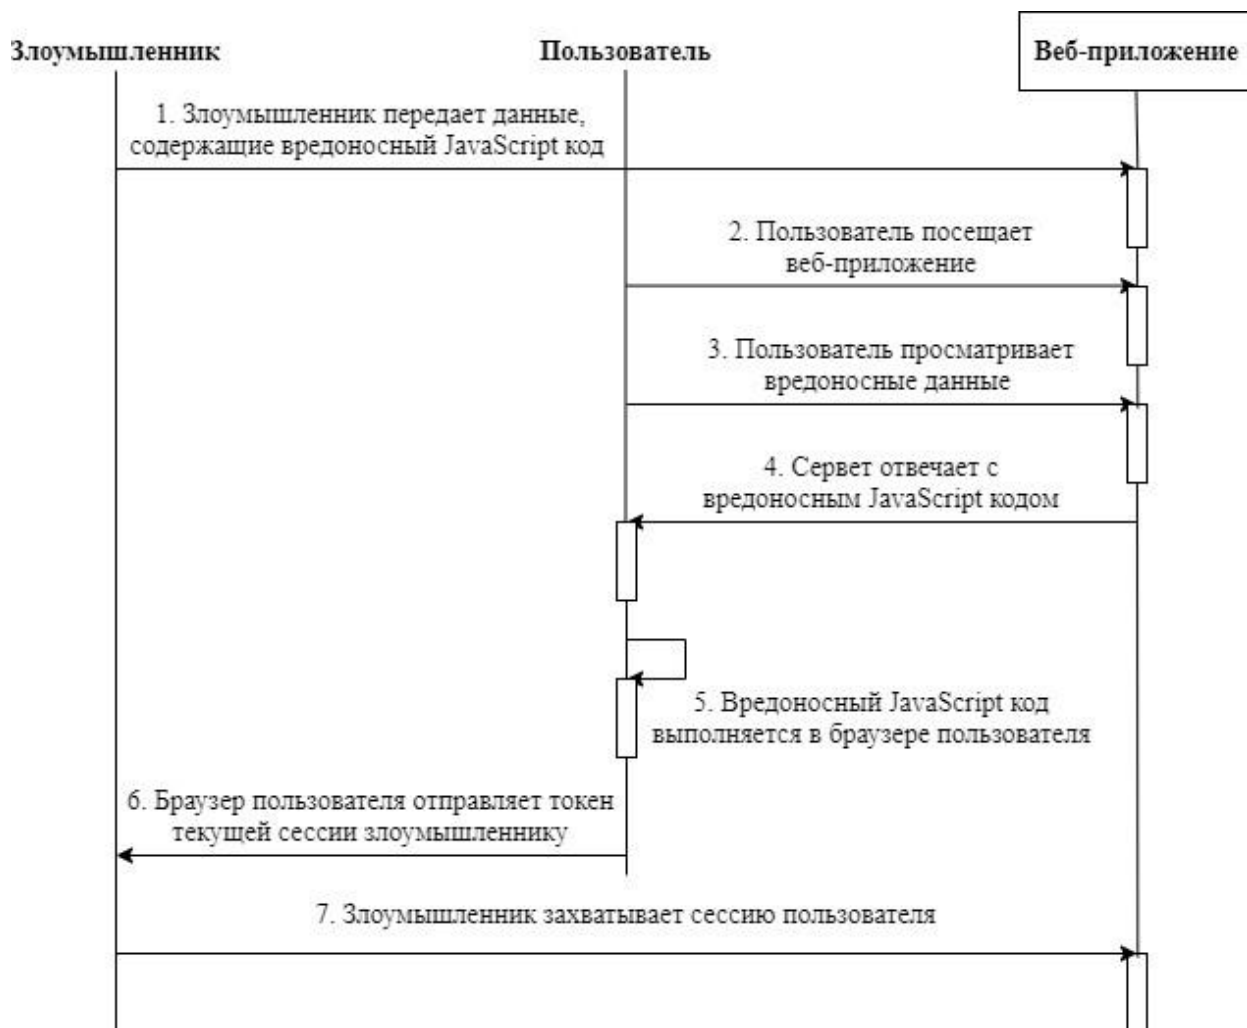 Злоумышленник
Пользователь
Веб-приложение
1. Злоумышленник передает данные,
содержащие вредоносный JavaScript код
2. Пользователь посещает
веб-приложение
3. Пользователь просматривает
вредоносные данные
4. Сервет отвечает с
вредоносным JavaScript кодом
5. Вредоносный JavaScript код
выполняется в браузере пользователя
6. Браузер пользователя отправляет токен
текущей сессии злоумышленнику
7. Злоумышленник захватывает сессию пользователя